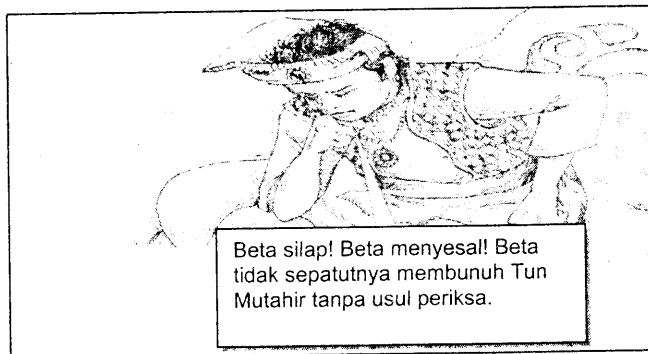 Beta silap! Beta menyesal! Beta
tidak sepatutnya membunuh Tun
Mutahir tanpa usul periksa.